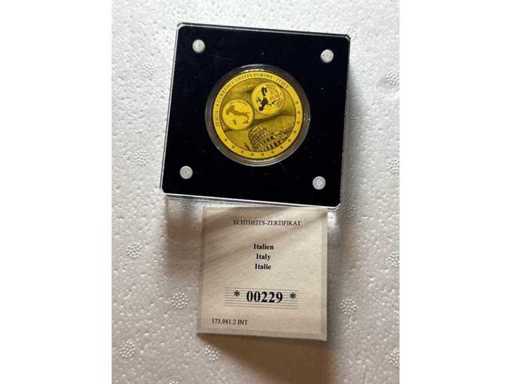 ECHTHEITS-ZERTIFIKAT
Italien
Italy
Italie
* 00229 *
173.981.2 INT